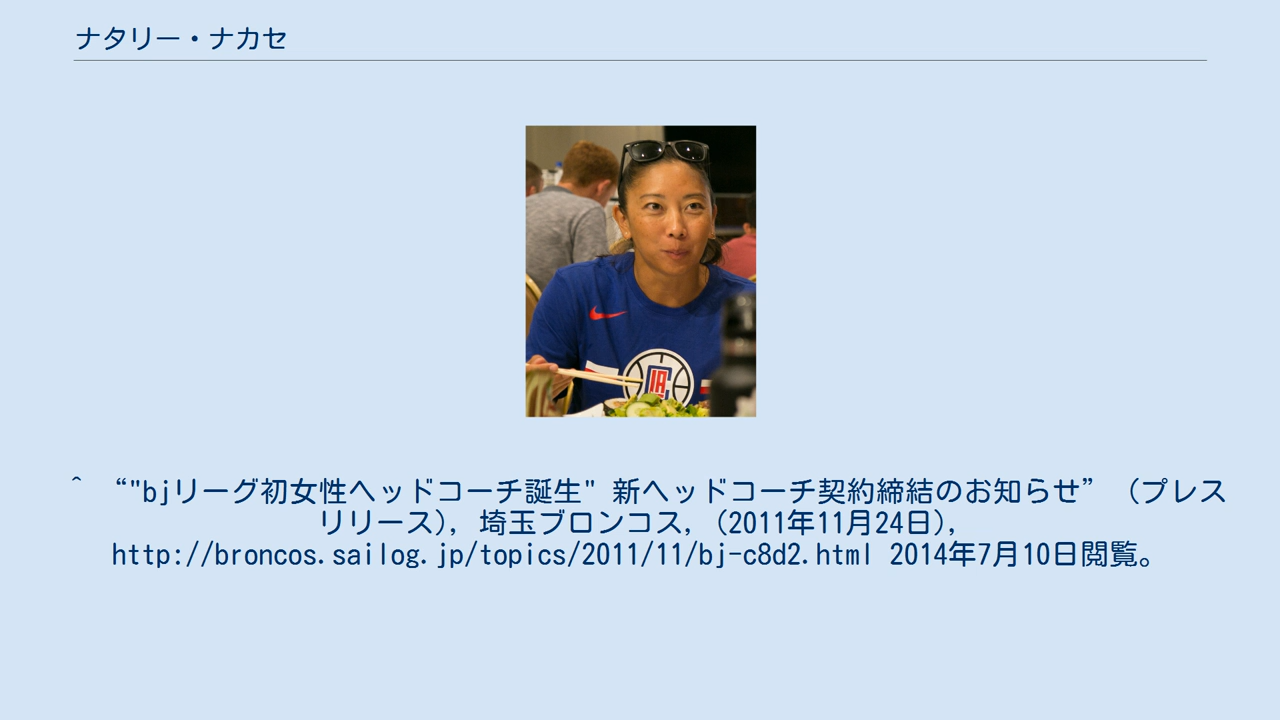 ナタリー・ナカセ
LA
^ “"bjリーグ初女性ヘッドコーチ誕生" 新ヘッドコーチ契約締結のお知らせ” (プレス
リリース), 埼玉ブロンコス, (2011年11月24日),
http://broncos.sailog.jp/topics/2011/11/bj-c8d2.html 2014年7月10日閲覧。